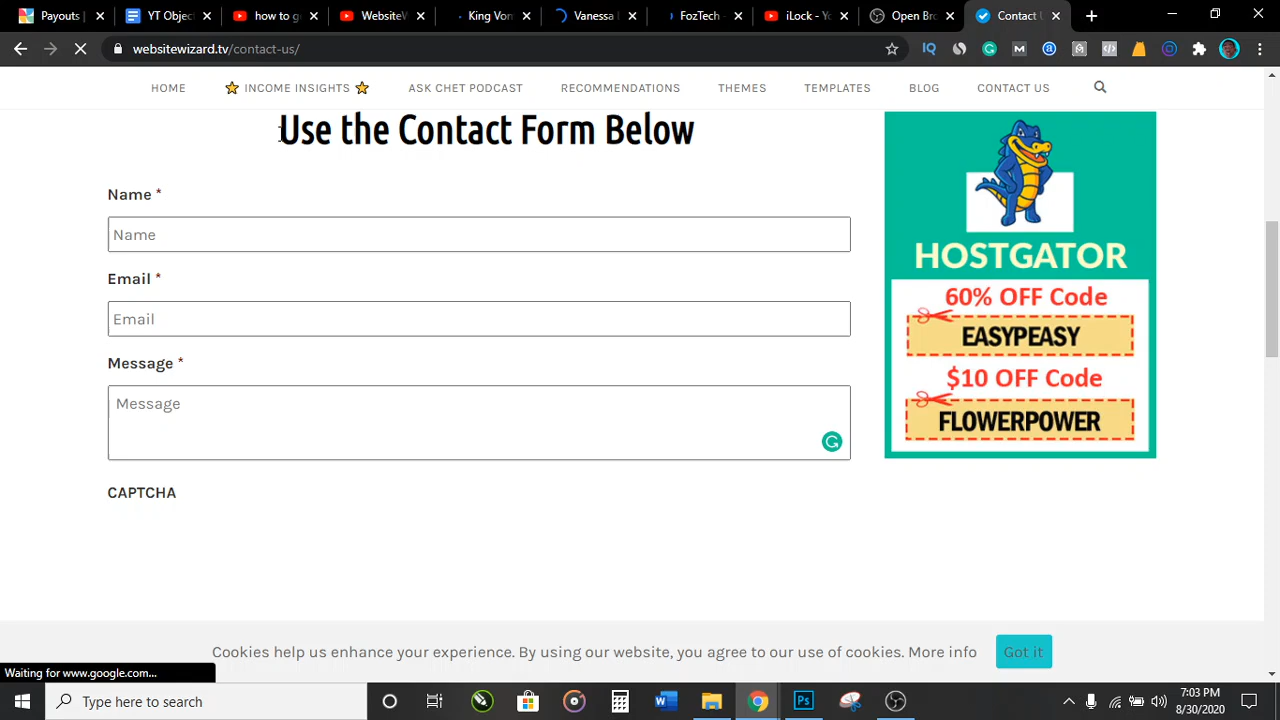 Payouts |
YT Object
how to g
WebsiteW
King Von
Vanessa L
FozTech -
iLock - Yo
Open Bro
Contact U
websitewizard.tv/contact-us/
HOME
INCOME INSIGHTS
ASK CHET PODCAST
RECOMMENDATIONS
THEMES
TEMPLATES
BLOG
CONTACT US
Use the Contact Form Below
Name *
Name
Email *
Email
Message *
Message
CAPTCHA
HOSTGATOR
60% OFF Code
EASYPEASY
$10 OFF Code
FLOWERPOWER
Cookies help us enhance your experience. By using our website, you agree to our use of cookies. More info
Got it
Waiting for www.google.com...
Type here to search
7:03 PM
8/30/2020